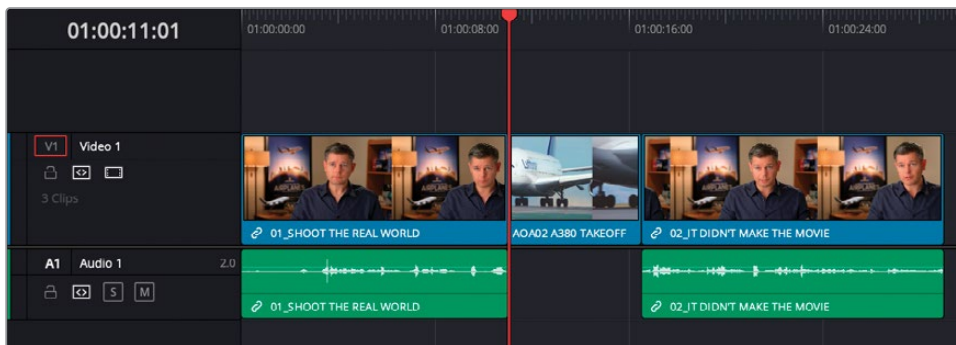 01:00:11:01
01:00:00:00 01:00:08:00 01:00:16:00 01:00:24:00
V1 Video 1
3 Clips
01_SHOOT THE REAL WORLD AOA02 A380 TAKEOFF 02_IT DIDN'T MAKE THE MOVIE
A1 Audio 1 2.0
S M
01_SHOOT THE REAL WORLD 02_IT DIDN'T MAKE THE MOVIE